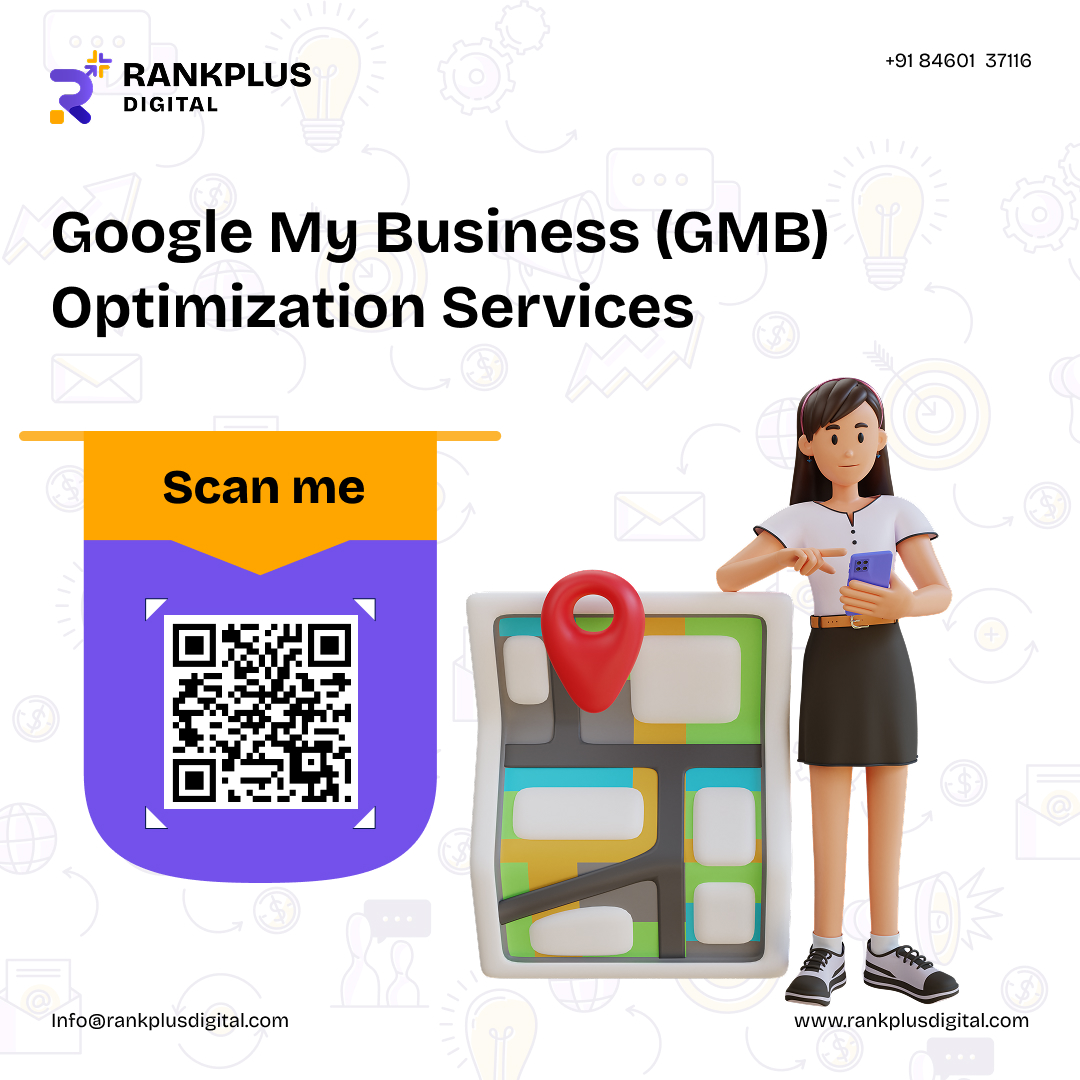 RANKPLUS
DIGITAL
+91 84601 37116
Google My Business (GMB)
Optimization Services
Scan me
Info@rankplusdigital.com
www.rankplusdigital.com